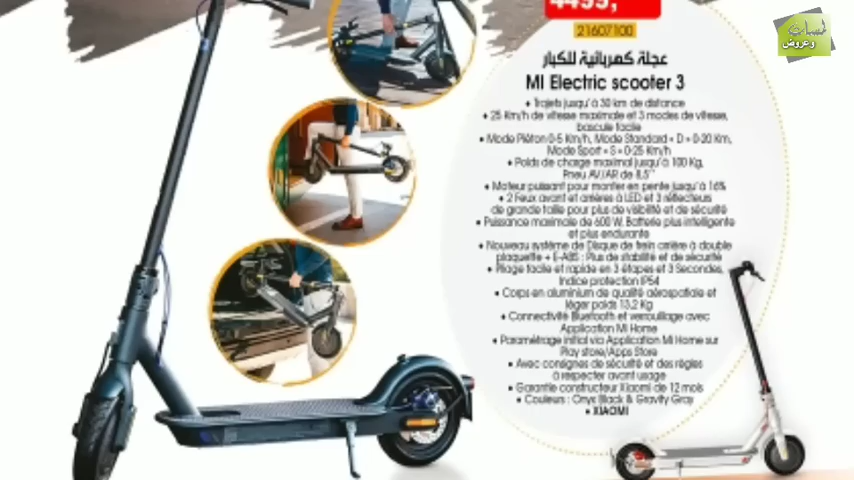 4499,
21607100
لمسات
وعروض
عجلة كهربائية للكبار
MI Electric scooter 3
• Trajets jusqu'à 30 km de distance
• 25 Km/h de vitesse maximale et 3 modes de vitesse,
bascule facile
• Mode Piéton 0-5 Km/h, Mode Standard « D » 0-20 Km,
Mode Sport « S » 0-25 Km/h
• Poids de charge maximal jusqu'à 100 Kg,
Pneu AV/AR de 8,5''
• Moteur puissant pour monter en pente jusqu'à 16%
• 2 Feux avant et arrières à LED et 3 réflecteurs
de grande taille pour plus de visibilité et de sécurité
• Puissance maximale de 600 W, Batterie plus intelligente
et plus endurante
• Nouveau système de Disque de frein arrière à double
plaquette + E-ABS : Plus de stabilité et de sécurité
• Pliage facile et rapide en 3 étapes et 3 Secondes,
Indice protection IP54
• Corps en aluminium de qualité aérospatiale et
léger poids 13,2 Kg
• Connectivité Bluetooth et verrouillage avec
Application MI Home
• Paramétrage initial via Application MI Home sur
Play store/Apps Store
• Avec consignes de sécurité et des règles
à respecter avant usage
• Garantie constructeur Xiaomi de 12 mois
• Couleurs : Onyx Black & Gravity Gray
• XIAOMI